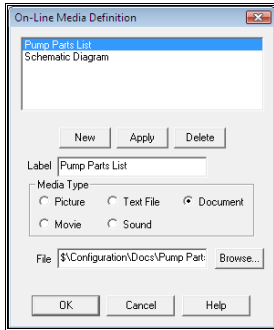 On-Line Media Definition
Pump Parts List
Schematic Diagram
New Apply Delete
Label Pump Parts List
Media Type
Picture Text File Document
Movie Sound
File $\Configuration\Docs\Pump Part: Browse...
OK Cancel Help